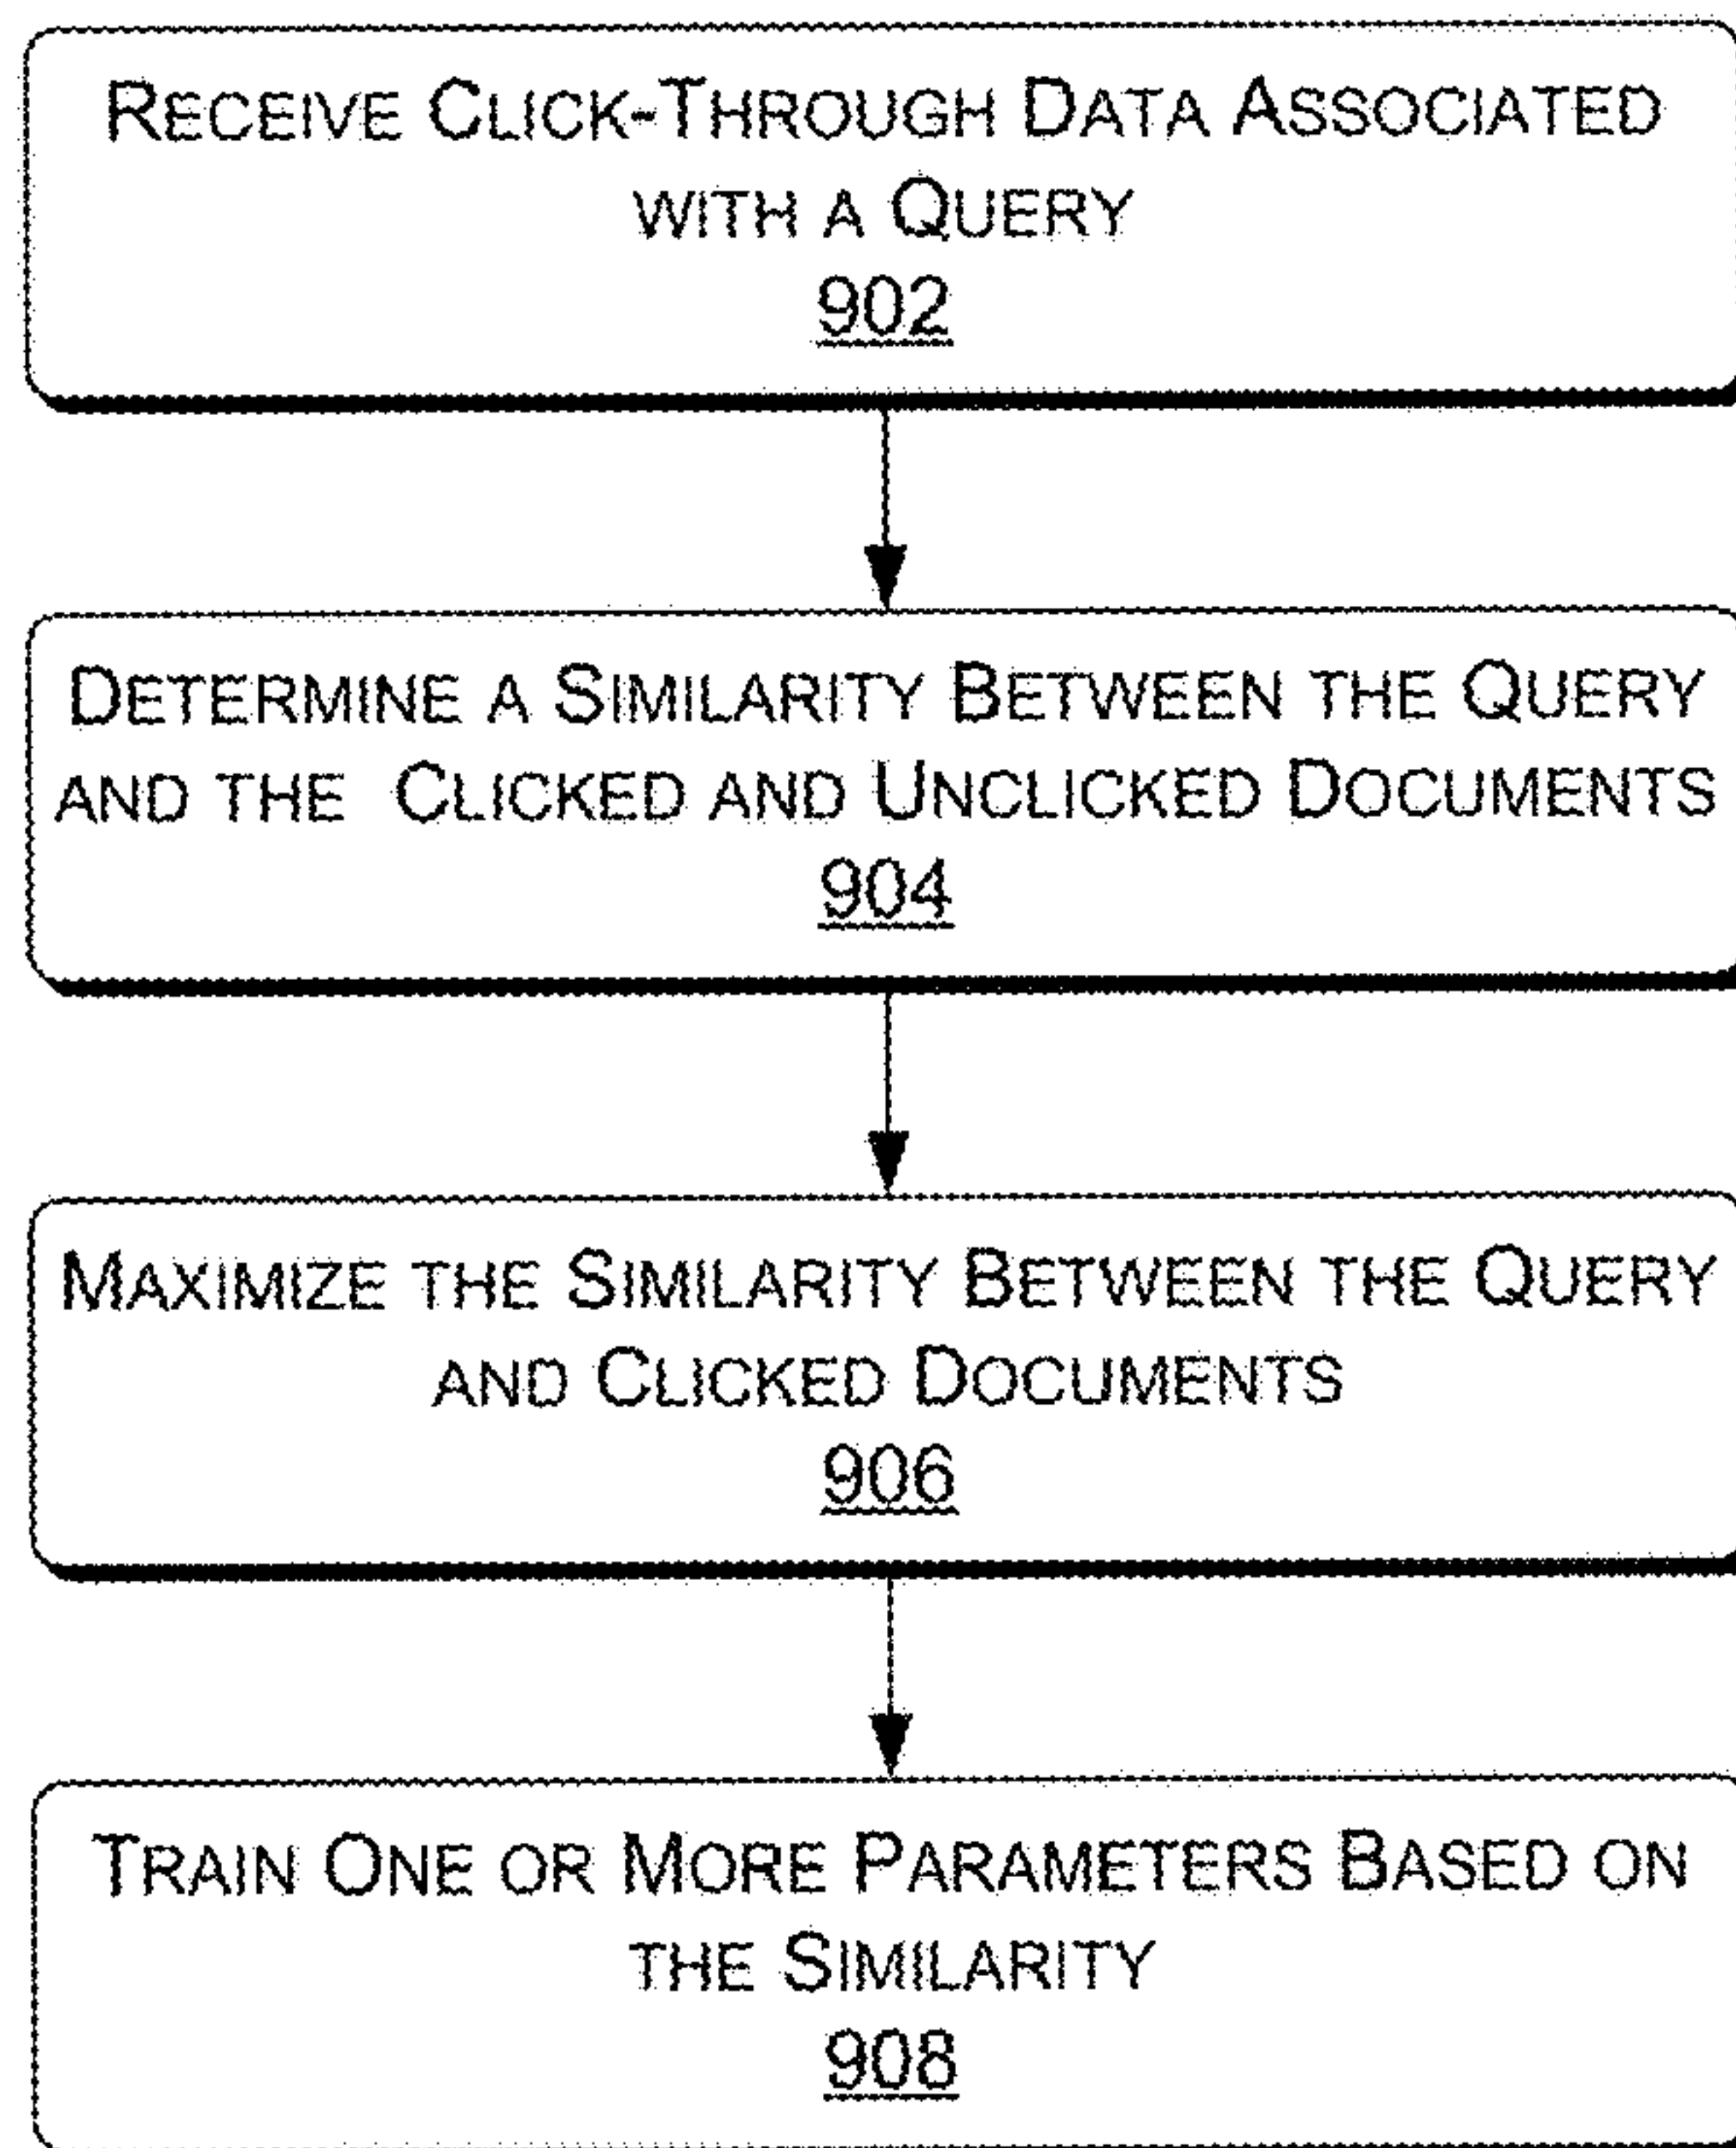 RECEIVE CLICK-THROUGH DATA ASSOCIATED
WITH A QUERY
902
DETERMINE A SIMILARITY BETWEEN THE QUERY
AND THE CLICKED AND UNCLICKED DOCUMENTS
904
MAXIMIZE THE SIMILARITY BETWEEN THE QUERY
AND CLICKED DOCUMENTS
906
TRAIN ONE OR MORE PARAMETERS BASED ON
THE SIMILARITY
908